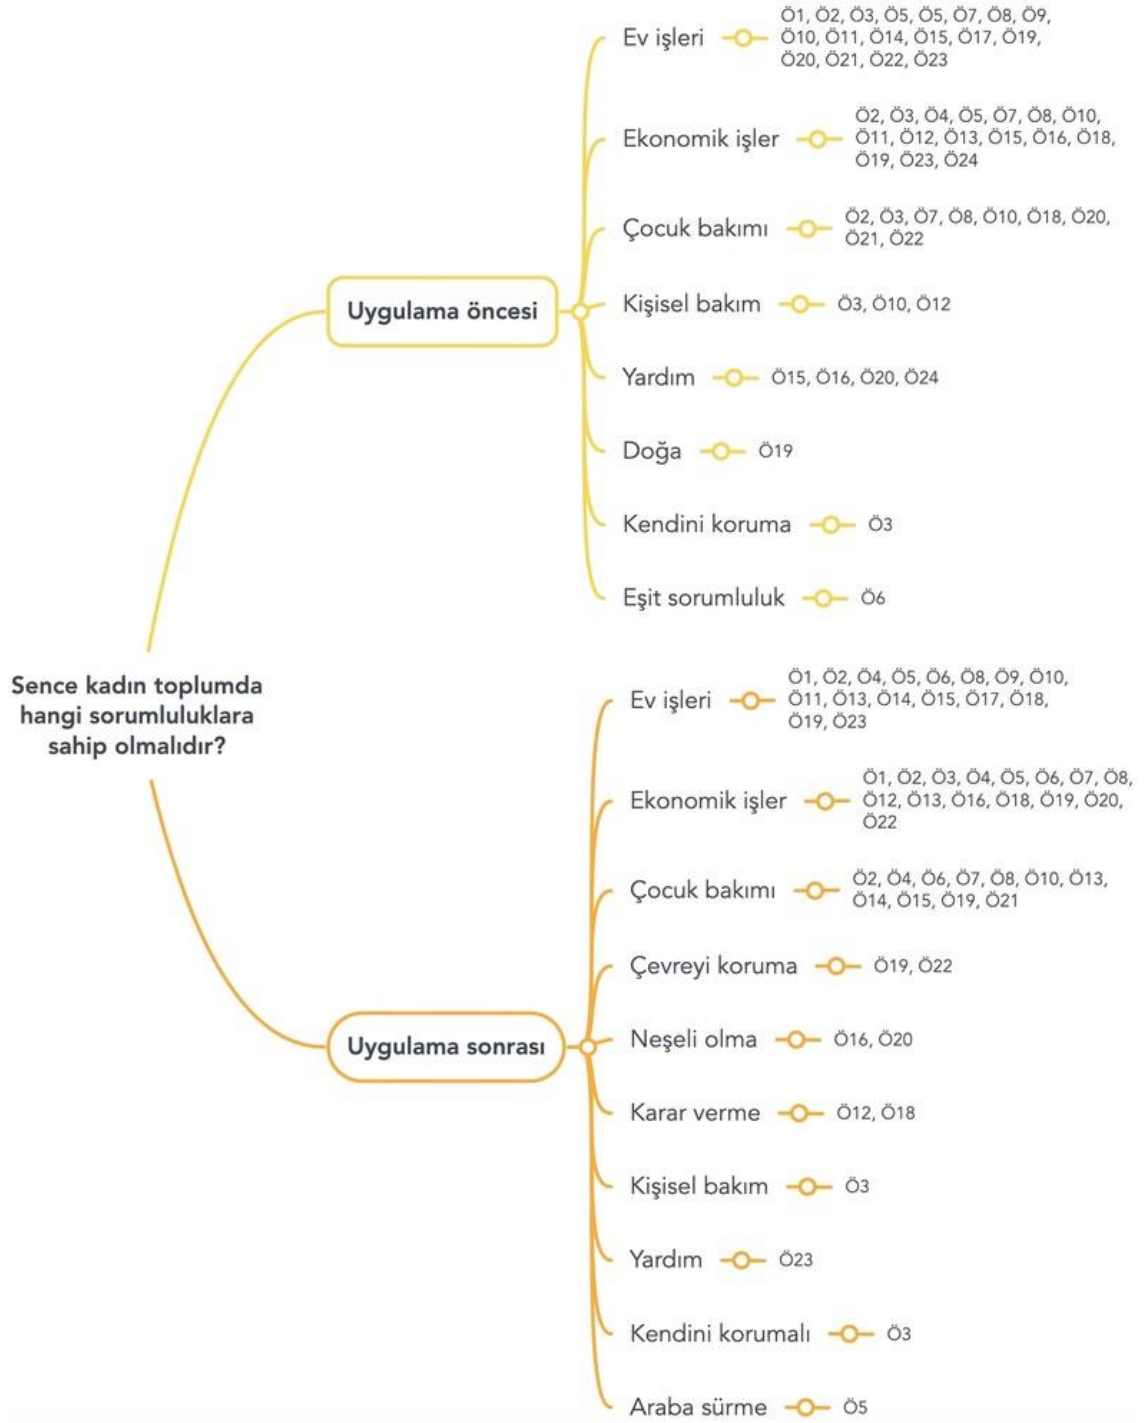 Sence kadın toplumda
hangi sorumluluklara
sahip olmalıdır?
Uygulama öncesi
Ev işleri
Ö1, Ö2, Ö3, Ö5, Ö5, Ö7, Ö8, Ö9,
Ö10, Ö11, Ö14, Ö15, Ö17, Ö19,
Ö20, Ö21, Ö22, Ö23
Ekonomik işler
Ö2, Ö3, Ö4, Ö5, Ö7, Ö8, Ö10,
Ö11, Ö12, Ö13, Ö15, Ö16, Ö18,
Ö19, Ö23, Ö24
Çocuk bakımı
Ö2, Ö3, Ö7, Ö8, Ö10, Ö18, Ö20,
Ö21, Ö22
Kişisel bakım
Ö3, Ö10, Ö12
Yardım
Ö15, Ö16, Ö20, Ö24
Doğa
Ö19
Kendini koruma
Ö3
Eşit sorumluluk
Ö6
Uygulama sonrası
Ev işleri
Ö1, Ö2, Ö4, Ö5, Ö6, Ö8, Ö9, Ö10,
Ö11, Ö13, Ö14, Ö15, Ö17, Ö18,
Ö19, Ö23
Ekonomik işler
Ö1, Ö2, Ö3, Ö4, Ö5, Ö6, Ö7, Ö8,
Ö12, Ö13, Ö16, Ö18, Ö19, Ö20,
Ö22
Çocuk bakımı
Ö2, Ö4, Ö6, Ö7, Ö8, Ö10, Ö13,
Ö14, Ö15, Ö19, Ö21
Çevreyi koruma
Ö19, Ö22
Neşeli olma
Ö16, Ö20
Karar verme
Ö12, Ö18
Kişisel bakım
Ö3
Yardım
Ö23
Kendini korumalı
Ö3
Araba sürme
Ö5